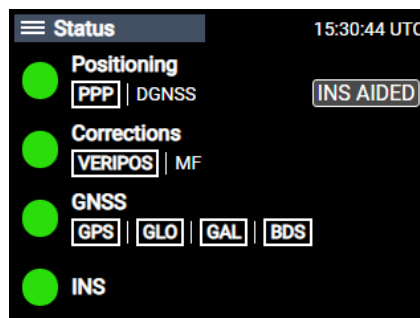 Status 15:30:44 UTC
Positioning
PPP | DGNSS INS AIDED
Corrections
VERIPOS | MF
GNSS
GPS | GLO | GAL | BDS
INS